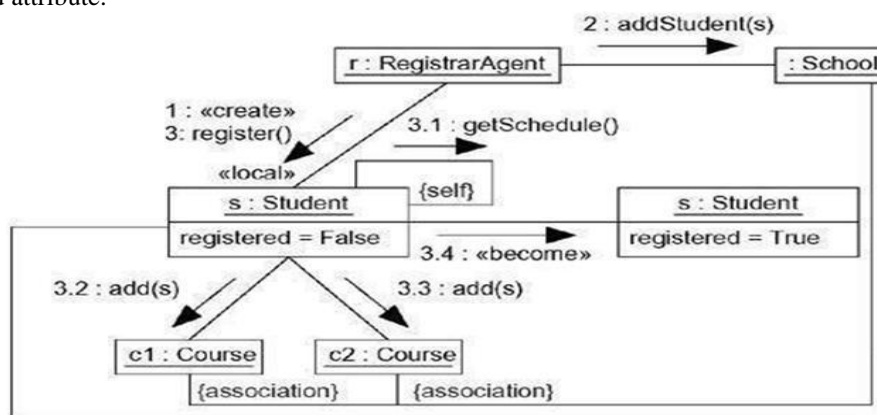 attribute.
2 : addStudent(s)
r : RegistrarAgent
: School
1 : «create»
3: register()
3.1 : getSchedule()
«local»
{self}
s : Student
s : Student
registered = False
registered = True
3.4 : «become»
3.2 : add(s)
3.3 : add(s)
c1 : Course
c2 : Course
{association}
{association}